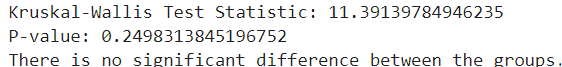 Kruskal-Wallis Test Statistic: 11.39139784946235
P-value: 0.2498313845196752
There is no significant difference between the groups.